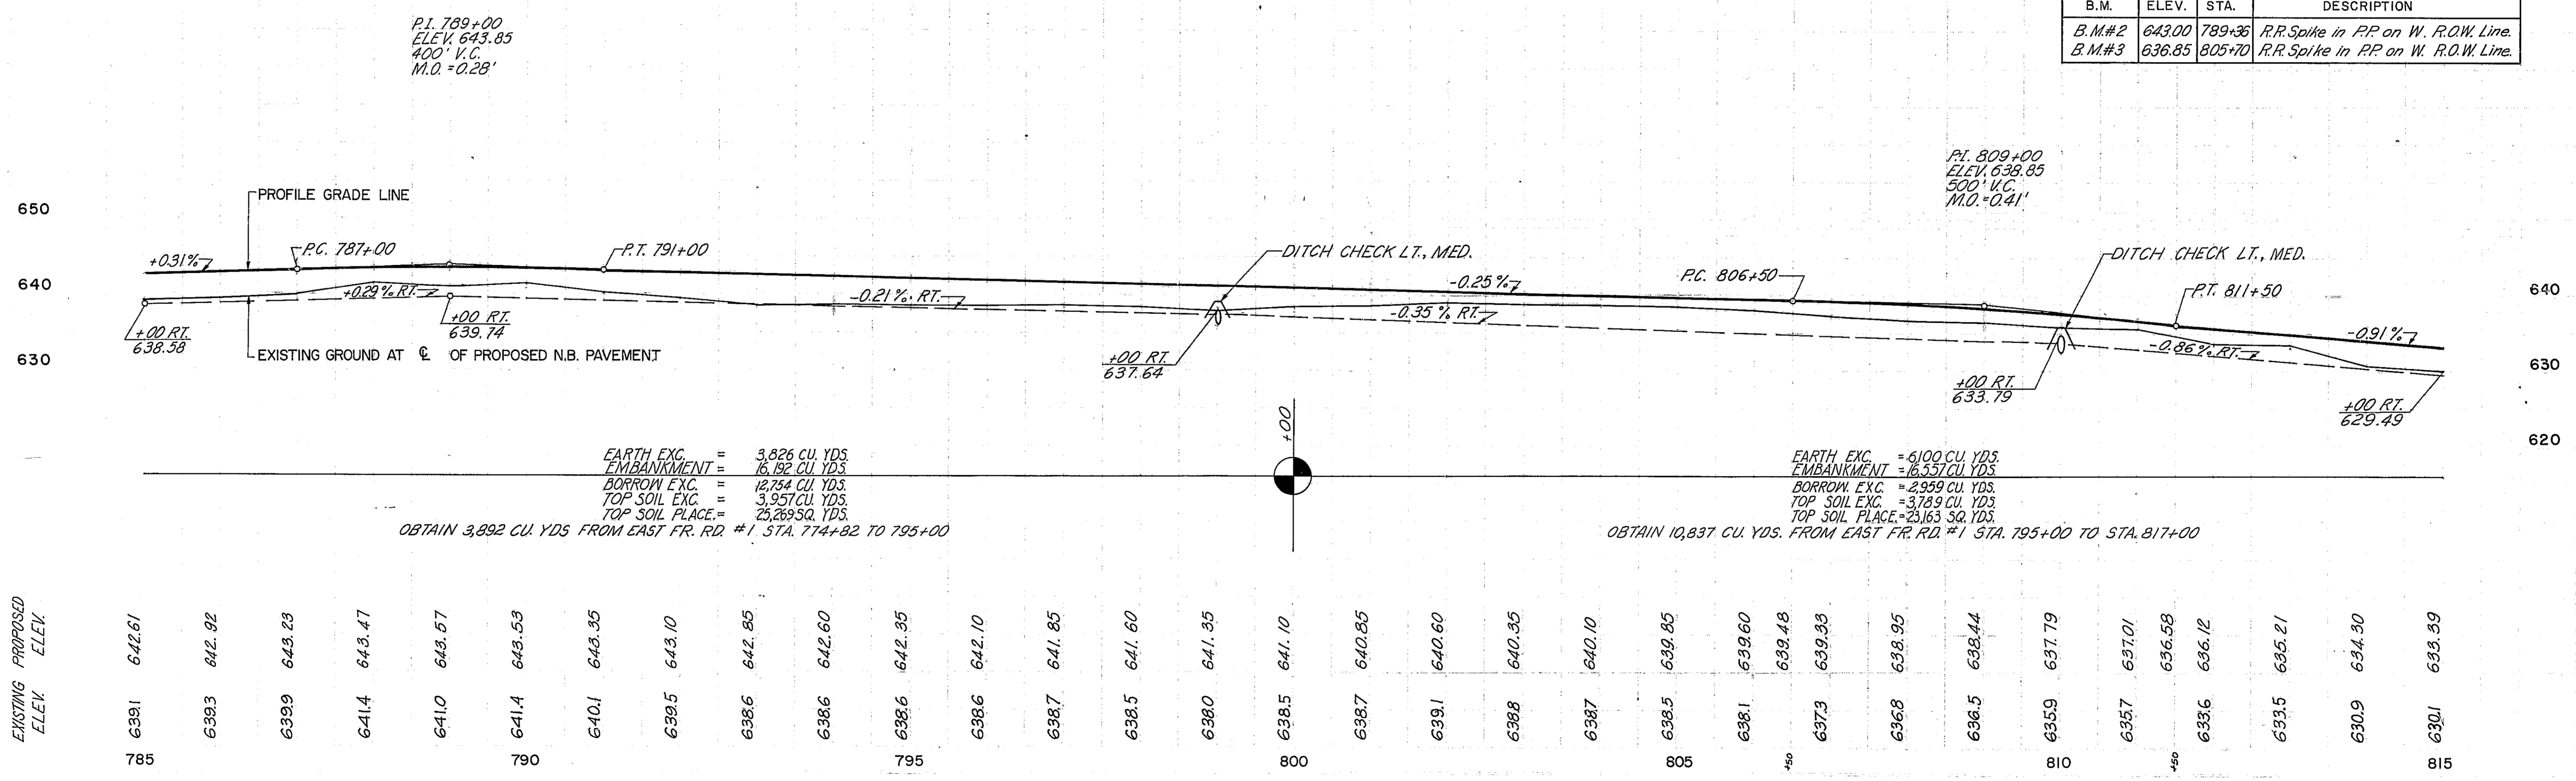 B.M. ELEV. STA. DESCRIPTION
B.M.#2 643.00 789+36 R.R. Spike in P.P. on W. R.O.W. Line.
B.M.#3 636.85 805+70 R.R. Spike in P.P. on W. R.O.W. Line.
P.I. 789+00
ELEV. 643.85
400' V.C.
M.O. = 0.28'
P.I. 809+00
ELEV. 638.85
500' V.C.
M.O. = 0.41'
650
PROFILE GRADE LINE
+0.31%
P.C. 787+00
P.T. 791+00
DITCH CHECK LT., MED.
-0.25%
P.C. 806+50
DITCH CHECK LT., MED.
P.T. 811+50
640
640
+0.29% RT.
-0.21% RT.
-0.35% RT.
-0.91%
-0.86% RT.
+00 RT.
638.58
+00 RT.
639.74
EXISTING GROUND AT ℄ OF PROPOSED N.B. PAVEMENT
630
630
+00 RT.
637.64
+00 RT.
633.79
+00 RT.
629.49
620
+00
EARTH EXC. = 3,826 CU. YDS.
EMBANKMENT = 16,192 CU. YDS.
BORROW EXC. = 12,754 CU. YDS.
TOP SOIL EXC. = 3,957 CU. YDS.
TOP SOIL PLACE. = 25,269 SQ. YDS.
OBTAIN 3,892 CU. YDS FROM EAST FR. RD. #1 STA. 774+82 TO 795+00
EARTH EXC. = 6,100 CU. YDS.
EMBANKMENT = 16,557 CU. YDS.
BORROW EXC. = 2,959 CU. YDS.
TOP SOIL EXC. = 3,789 CU. YDS.
TOP SOIL PLACE. = 23,163 SQ. YDS.
OBTAIN 10,837 CU. YDS. FROM EAST FR. RD. #1 STA. 795+00 TO STA. 817+00
PROPOSED ELEV. 642.61 642.92 643.23 643.47 643.57 643.53 643.35 643.10 642.85 642.60 642.35 642.10 641.85 641.60 641.35 641.10 640.85 640.60 640.35 640.10 639.85 639.60 639.48 639.33 638.95 638.44 637.79 637.01 636.58 636.12 635.21 634.30 633.39
EXISTING ELEV. 639.1 639.3 639.9 641.4 641.0 641.4 640.1 639.5 638.6 638.6 638.6 638.6 638.7 638.5 638.0 638.5 638.7 639.1 638.8 638.7 638.5 638.1 637.3 636.8 636.5 635.9 635.7 633.6 633.5 630.9 630.1
785 790 795 800 805 +50 810 +50 815